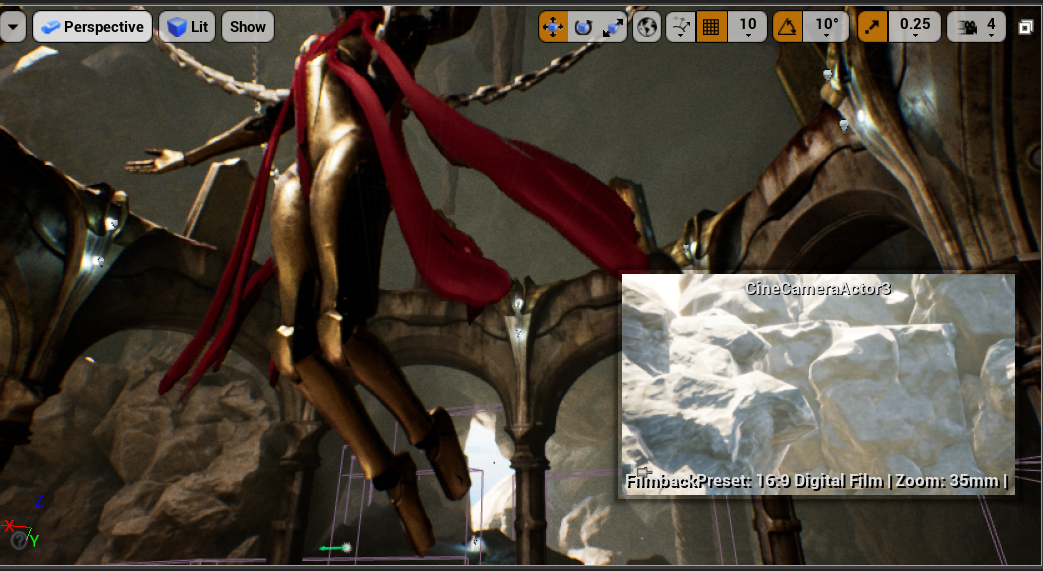 Perspective Lit Show 10 10° 0.25 4
CineCameraActor3
FilmbackPreset: 16:9 Digital Film | Zoom: 35mm |
Z
X
Y
?